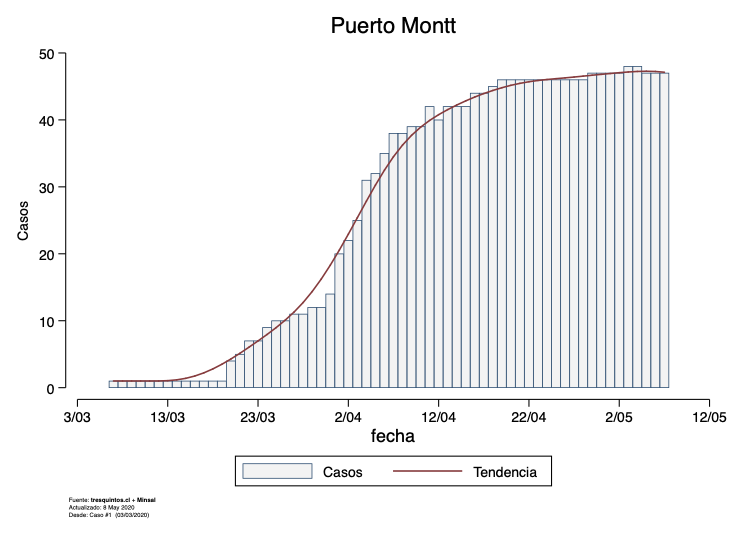 Puerto Montt
50
40
30
20
10
0
Casos
3/03 13/03 23/03 2/04 12/04 22/04 2/05 12/05
fecha
Casos Tendencia
Fuente: tresquintos.cl + Minsal
Actualizado: 8 May 2020
Desde: Caso #1 (03/03/2020)